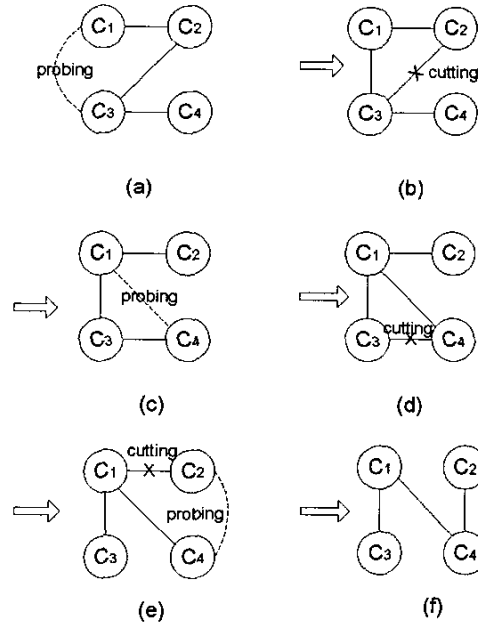 C1 C2
probing
C3 C4
(a)
C1 C2
cutting
C3 C4
(b)
C1 C2
probing
C3 C4
(c)
C1 C2
cutting
C3 C4
(d)
cutting
C1 C2
probing
C3 C4
(e)
C1 C2
C3 C4
(f)